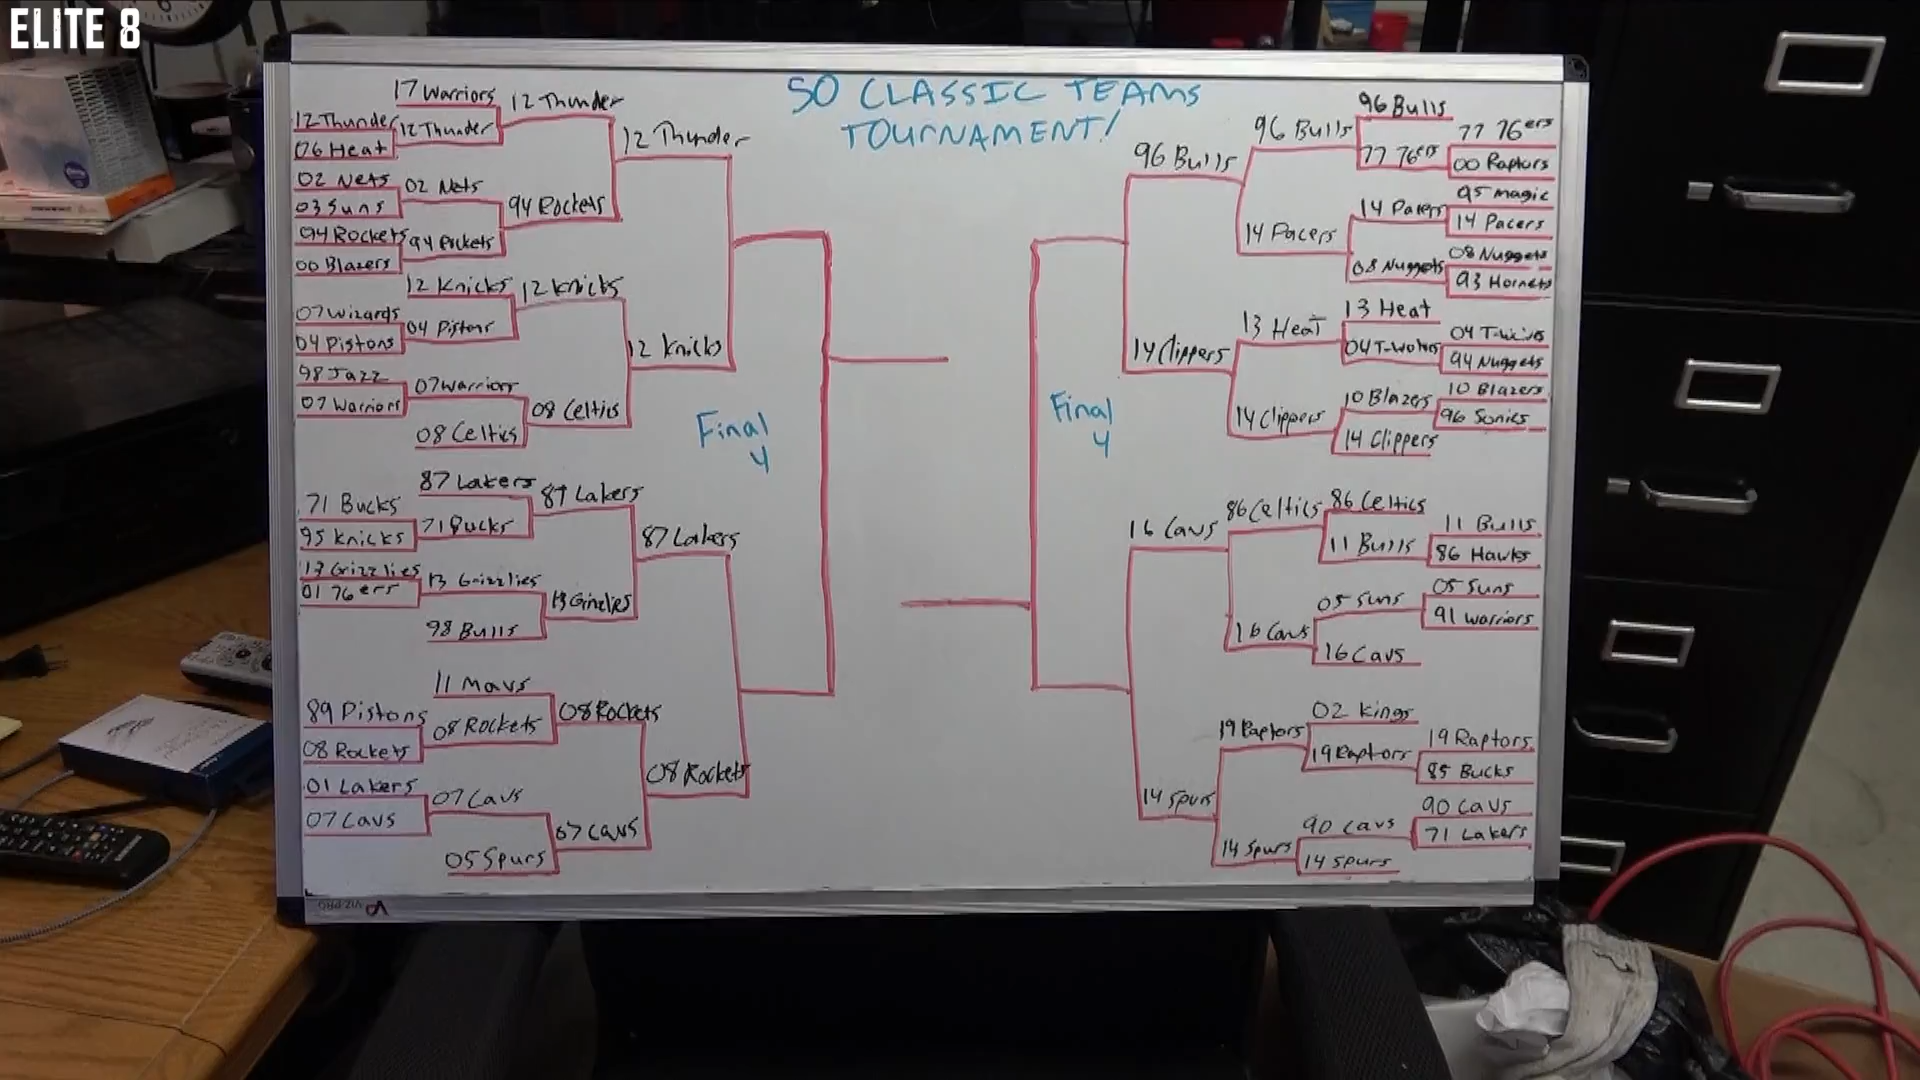 ELITE 8
50 CLASSIC TEAMS
TOURNAMENT!
17 Warriors
12 Thunder
06 Heat
12 Thunder
02 Nets
03 Suns
02 Nets
94 Rockets
00 Blazers
94 Rockets
12 Thunder
94 Rockets
12 Thunder
12 Knicks
07 Wizards
04 Pistons
04 Pistons
98 Jazz
07 Warriors
07 Warriors
08 Celtics
12 Knicks
08 Celtics
12 Knicks
Final
4
87 Lakers
71 Bucks
95 Knicks
71 Bucks
13 Grizzlies
01 76ers
13 Grizzlies
98 Bulls
87 Lakers
13 Grizzlies
87 Lakers
11 Mavs
89 Pistons
08 Rockets
08 Rockets
01 Lakers
07 Cavs
07 Cavs
05 Spurs
08 Rockets
07 Cavs
08 Rockets
96 Bulls
77 76ers
00 Raptors
77 76ers
95 Magic
14 Pacers
14 Pacers
08 Nuggets
93 Hornets
08 Nuggets
96 Bulls
14 Pacers
96 Bulls
13 Heat
04 T-Wolves
94 Nuggets
04 T-Wolves
10 Blazers
96 Sonics
10 Blazers
14 Clippers
13 Heat
14 Clippers
14 Clippers
Final
4
86 Celtics
11 Bulls
86 Hawks
11 Bulls
05 Suns
91 Warriors
05 Suns
16 Cavs
86 Celtics
16 Cavs
16 Cavs
02 Kings
19 Raptors
85 Bucks
19 Raptors
90 Cavs
71 Lakers
90 Cavs
14 Spurs
19 Raptors
14 Spurs
14 Spurs